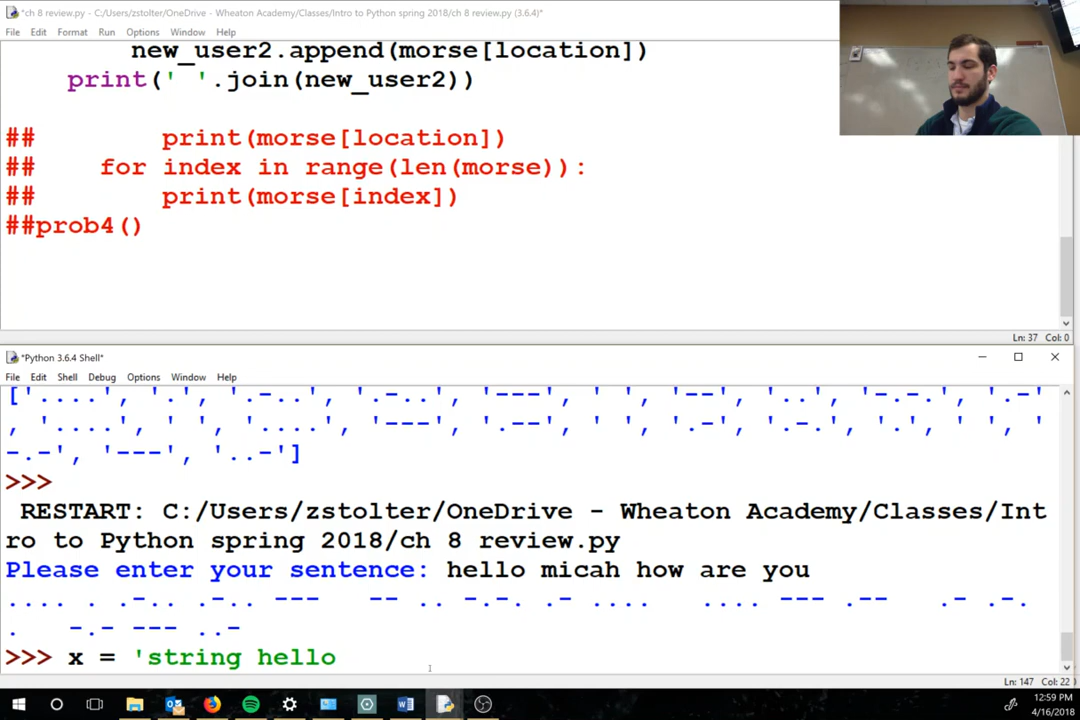 *ch 8 review.py - C:/Users/zstolter/OneDrive - Wheaton Academy/Classes/Intro to Python spring 2018/ch 8 review.py (3.6.4)*
File Edit Format Run Options Window Help
new_user2.append(morse[location])
print(' '.join(new_user2))
## print(morse[location])
## for index in range(len(morse)):
## print(morse[index])
##prob4()
Ln: 37 Col: 0
*Python 3.6.4 Shell*
File Edit Shell Debug Options Window Help
['....', '.', '.-..', '.-..', '---', ' ', '--', '..', '-.-.', '.-'
, '....', ' ', '....', '---', '.--', ' ', '.-', '.-.', '.', ' ', '
-.-', '---', '..-']
>>>
RESTART: C:/Users/zstolter/OneDrive - Wheaton Academy/Classes/Int
ro to Python spring 2018/ch 8 review.py
Please enter your sentence: hello micah how are you
.... . .-.. .-.. ---   -- .. -.-. .- ....   .... --- .--   .- .-.
.   -.- --- ..-
>>> x = 'string hello
Ln: 147 Col: 22
12:59 PM
4/16/2018